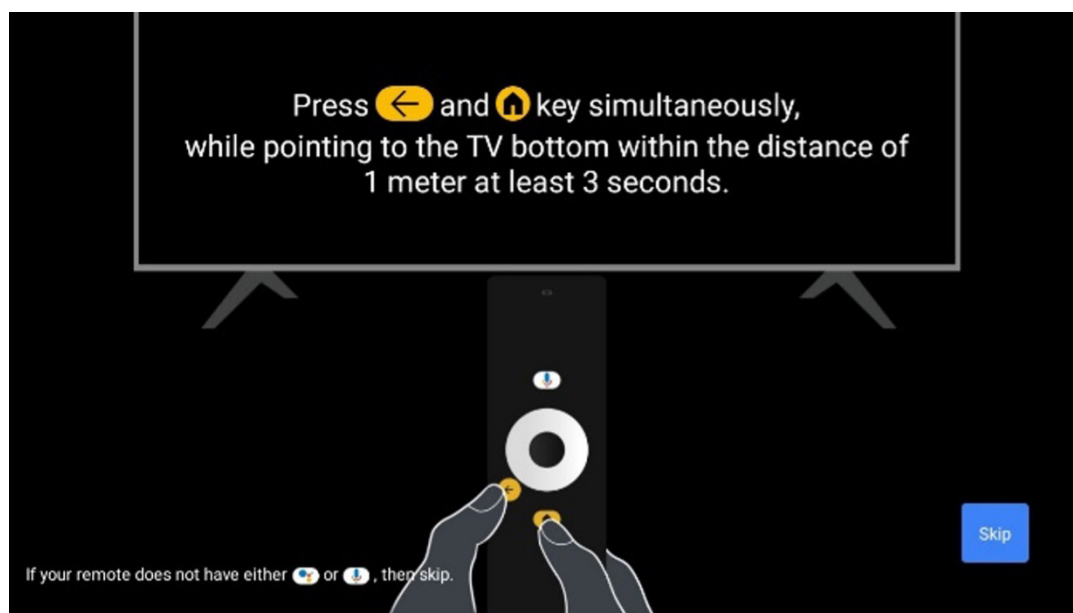 Press and key simultaneously,
while pointing to the TV bottom within the distance of
1 meter at least 3 seconds.
Skip
If your remote does not have either or , then skip.